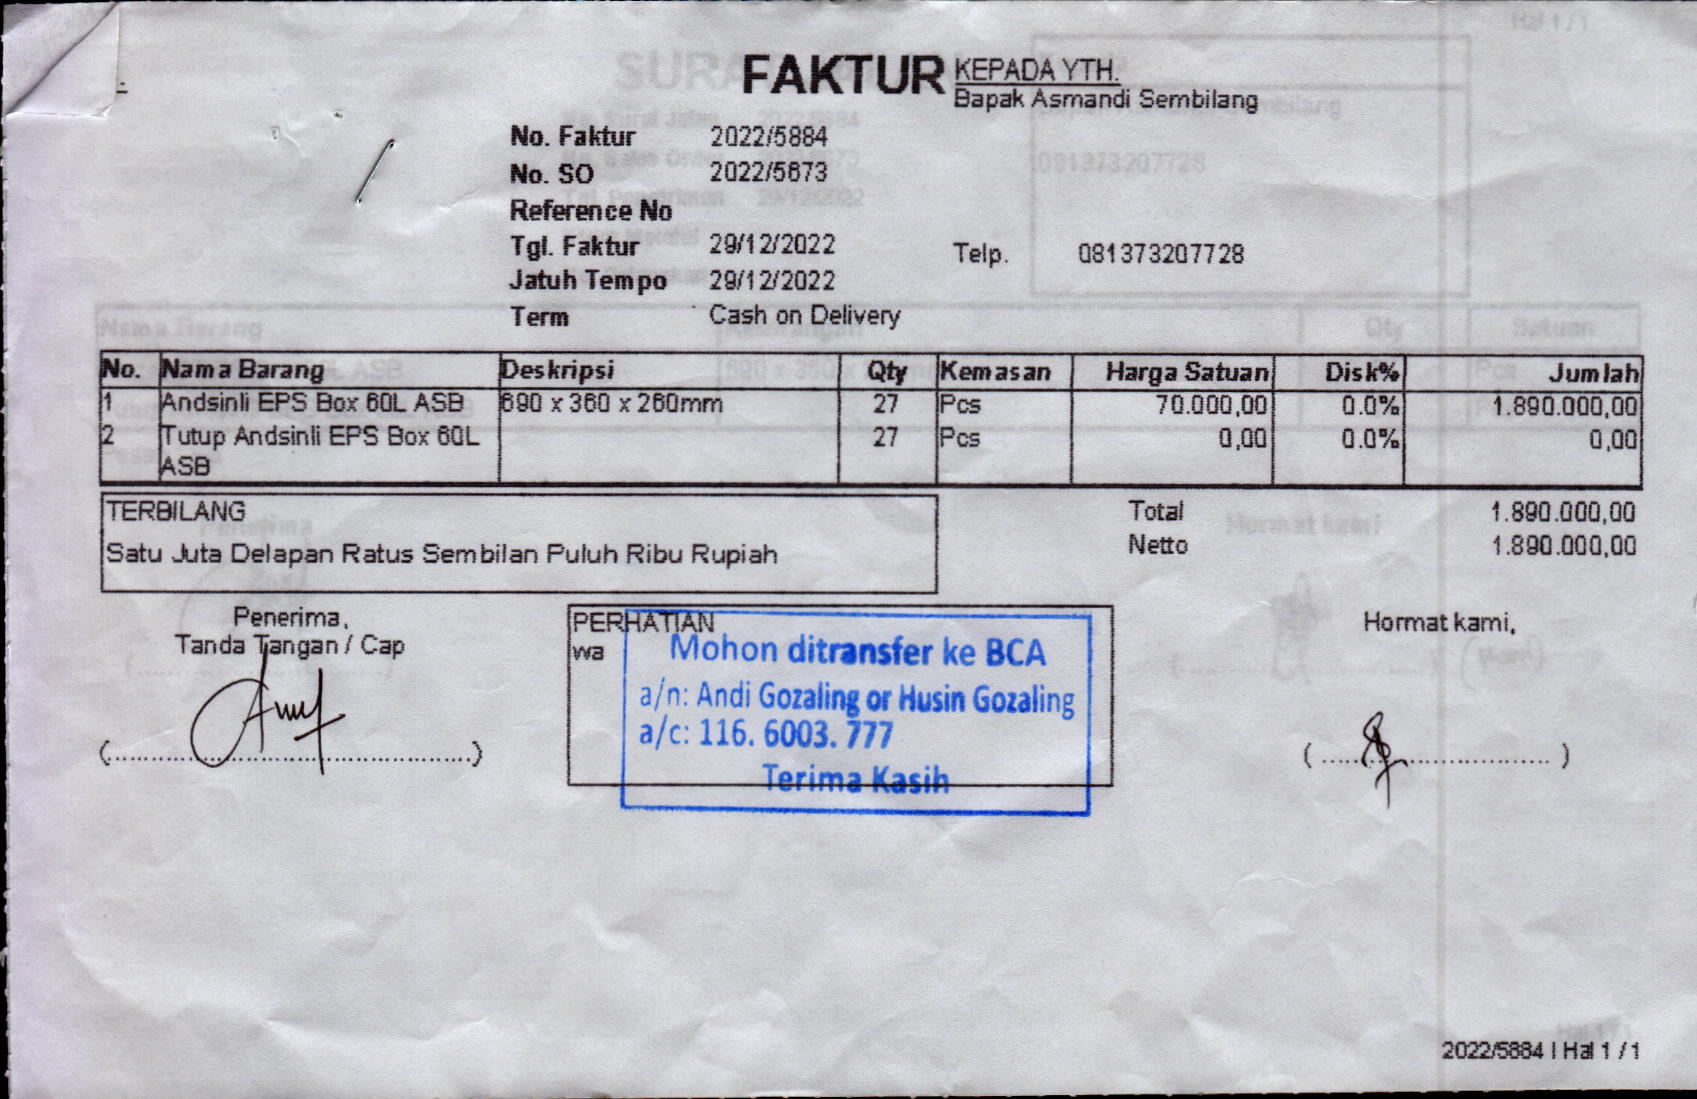 FAKTUR
KEPADA YTH.
Bapak Asmandi Sembilang
No. Faktur 2022/5884
No. SO 2022/5673
Reference No
Tgl. Faktur 29/12/2022
Telp. 081373207728
Jatuh Tempo 29/12/2022
Term Cash on Delivery
No. Nama Barang Deskripsi Qty Kemasan Harga Satuan Disk% Jumlah
1 Andsinli EPS Box 60L ASB 690 x 360 x 260mm 27 Pcs 70.000,00 0.0% 1.890.000,00
2 Tutup Andsinli EPS Box 60L 27 Pcs 0,00 0.0% 0,00
ASB
TERBILANG
Satu Juta Delapan Ratus Sembilan Puluh Ribu Rupiah
Total 1.890.000,00
Netto 1.890.000,00
Penerima,
Tanda Tangan / Cap
(..............................................)
PERHATIAN
wa
Mohon ditransfer ke BCA
a/n: Andi Gozaling or Husin Gozaling
a/c: 116. 6003. 777
Terima Kasih
Hormat kami,
( ............................. )
2022/5884 | Hal 1 / 1